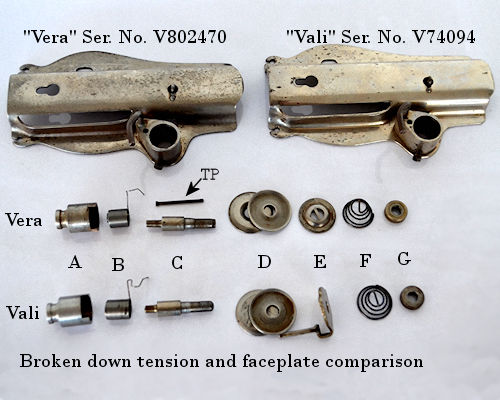 "Vera" Ser. No. V802470
"Vali" Ser. No. V74094
TP
Vera
A B C D E F G
Vali
Broken down tension and faceplate comparison